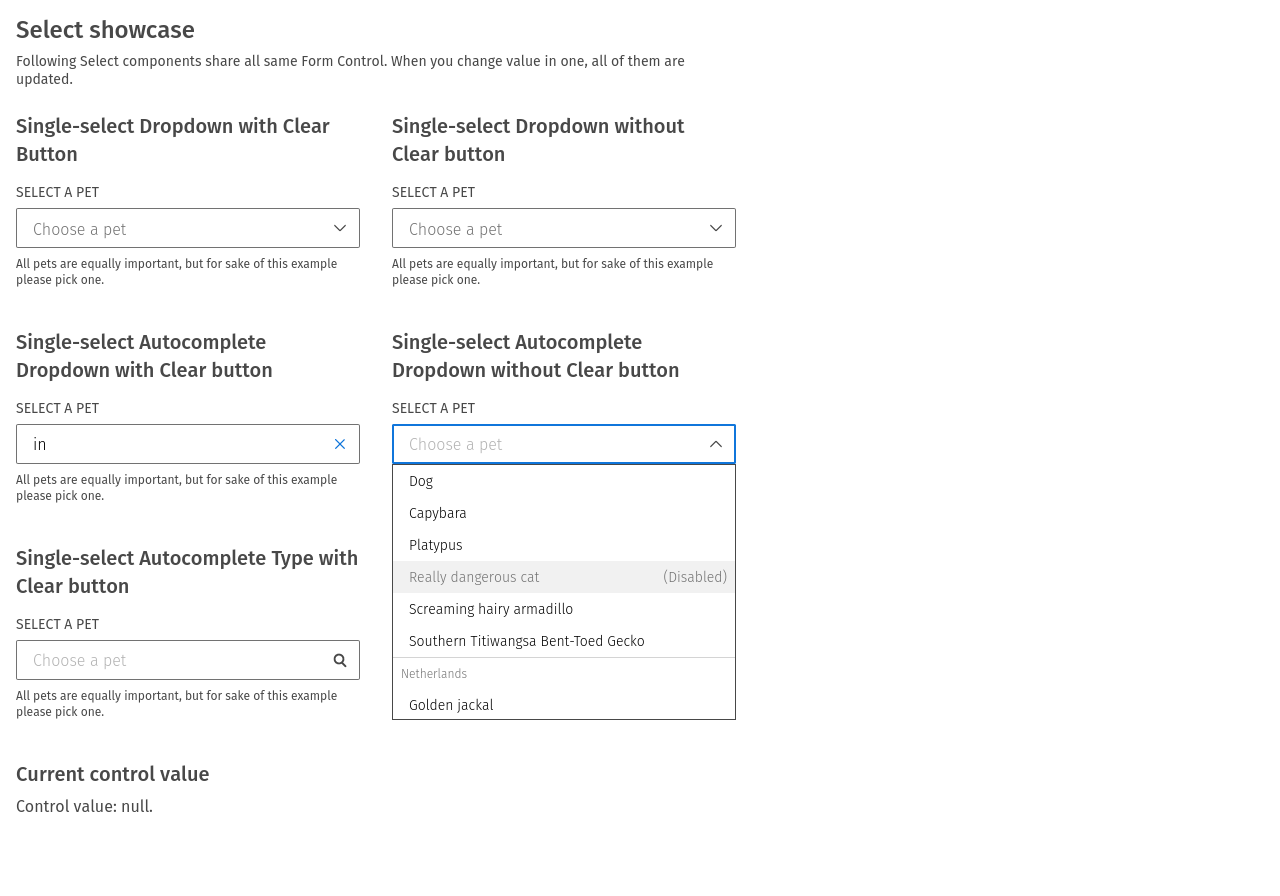 Select showcase
Following Select components share all same Form Control. When you change value in one, all of them are
updated.
Single-select Dropdown with Clear
Button
SELECT A PET
Choose a pet
All pets are equally important, but for sake of this example
please pick one.
Single-select Dropdown without
Clear button
SELECT A PET
Choose a pet
All pets are equally important, but for sake of this example
please pick one.
Single-select Autocomplete
Dropdown with Clear button
SELECT A PET
in
All pets are equally important, but for sake of this example
please pick one.
Single-select Autocomplete
Dropdown without Clear button
SELECT A PET
Choose a pet
Dog
Capybara
Platypus
Really dangerous cat (Disabled)
Screaming hairy armadillo
Southern Titiwangsa Bent-Toed Gecko
Netherlands
Golden jackal
Single-select Autocomplete Type with
Clear button
SELECT A PET
Choose a pet
All pets are equally important, but for sake of this example
please pick one.
Current control value
Control value: null.